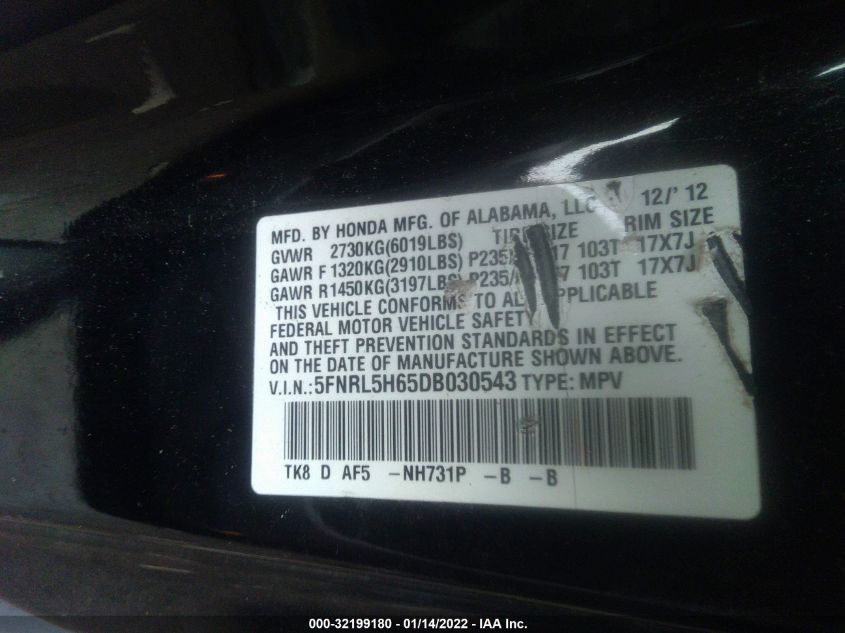 MFD. BY HONDA MFG. OF ALABAMA, LLC 12/' 12
GVWR 2730KG(6019LBS) SIZE RIM SIZE
GAWR F 1320KG(2910LBS) 103T 17X7J
GAWR R1450KG(3197LBS) 103T 17X7J
THIS VEHICLE CONFORMS TO ALL APPLICABLE
FEDERAL MOTOR VEHICLE SAFETY
AND THEFT PREVENTION STANDARDS IN EFFECT
ON THE DATE OF MANUFACTURE SHOWN ABOVE.
V.I.N.:5FNRL5H65DB030543 TYPE: MPV
TK8 D AF5 -NH731P -B -B
000-32199180 - 01/14/2022 - IAA Inc.